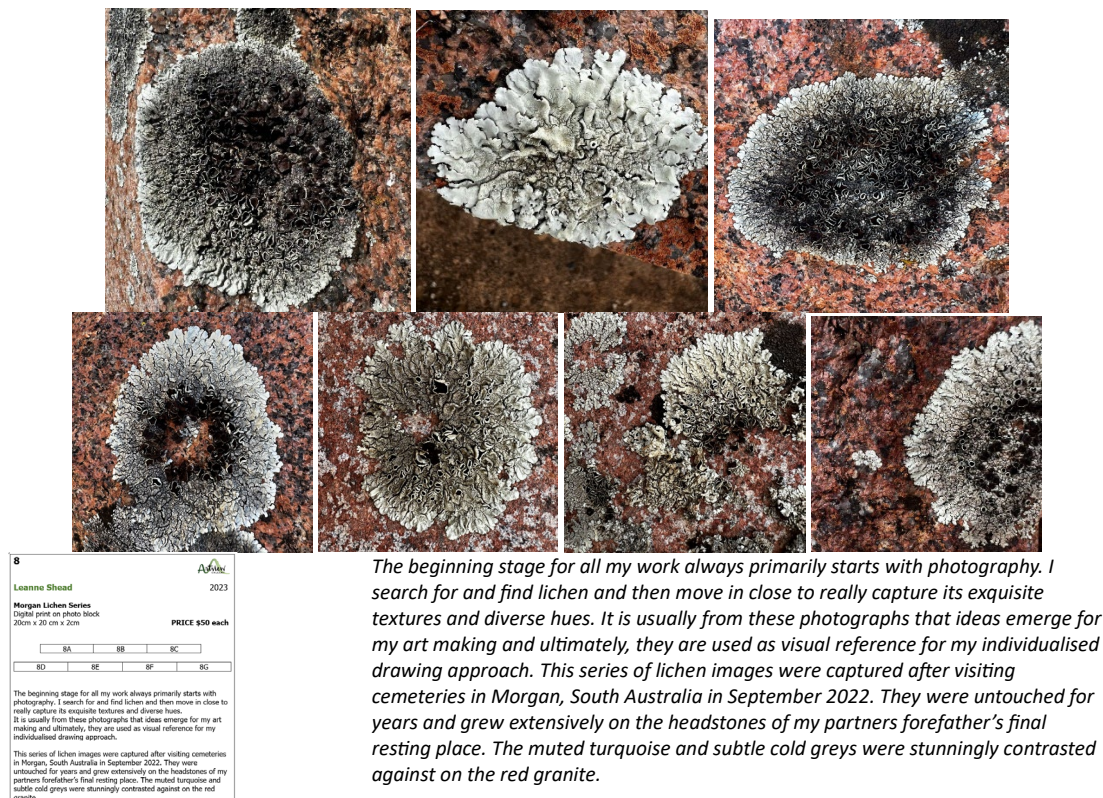 8
Leanne Shead 2023
Morgan Lichen Series
Digital print on photo block
20cm x 20 cm x 2cm PRICE $50 each
8A 8B 8C
8D 8E 8F 8G
The beginning stage for all my work always primarily starts with
photography. I search for and find lichen and then move in close to
really capture its exquisite textures and diverse hues.
It is usually from these photographs that ideas emerge for my art
making and ultimately, they are used as visual reference for my
individualised drawing approach.
This series of lichen images were captured after visiting cemeteries
in Morgan, South Australia in September 2022. They were
untouched for years and grew extensively on the headstones of my
partners forefather's final resting place. The muted turquoise and
subtle cold greys were stunningly contrasted against on the red
granite.
The beginning stage for all my work always primarily starts with photography. I
search for and find lichen and then move in close to really capture its exquisite
textures and diverse hues. It is usually from these photographs that ideas emerge for
my art making and ultimately, they are used as visual reference for my individualised
drawing approach. This series of lichen images were captured after visiting
cemeteries in Morgan, South Australia in September 2022. They were untouched for
years and grew extensively on the headstones of my partners forefather's final
resting place. The muted turquoise and subtle cold greys were stunningly contrasted
against on the red granite.